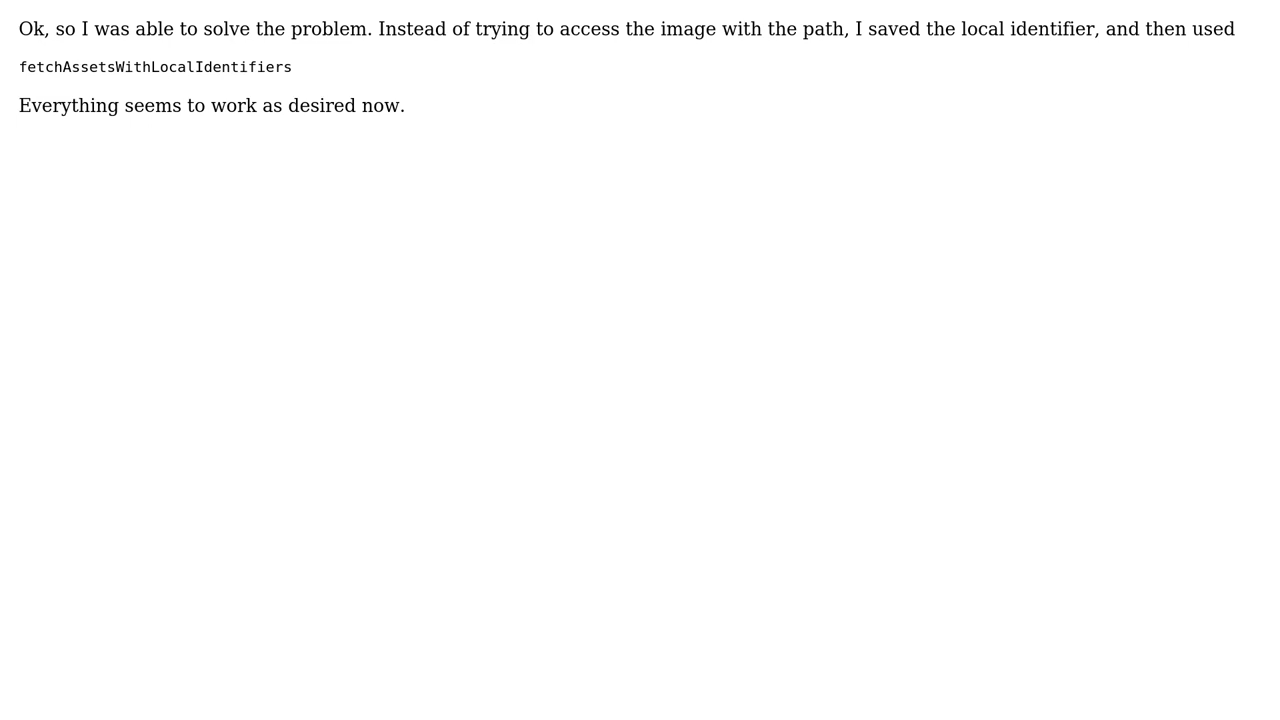 Ok, so I was able to solve the problem. Instead of trying to access the image with the path, I saved the local identifier, and then used
fetchAssetsWithLocalIdentifiers
Everything seems to work as desired now.